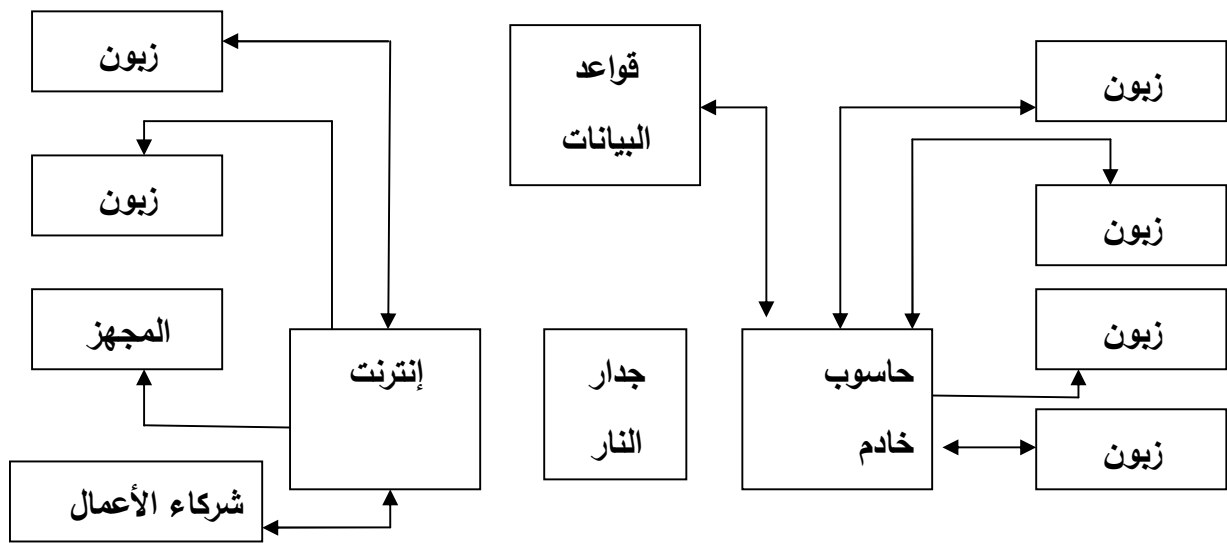 زبون
قواعد
البيانات
زبون
زبون
زبون
زبون
المجهز
حاسوب
خادم
جدار
النار
إنترنت
زبون
شركاء الأعمال